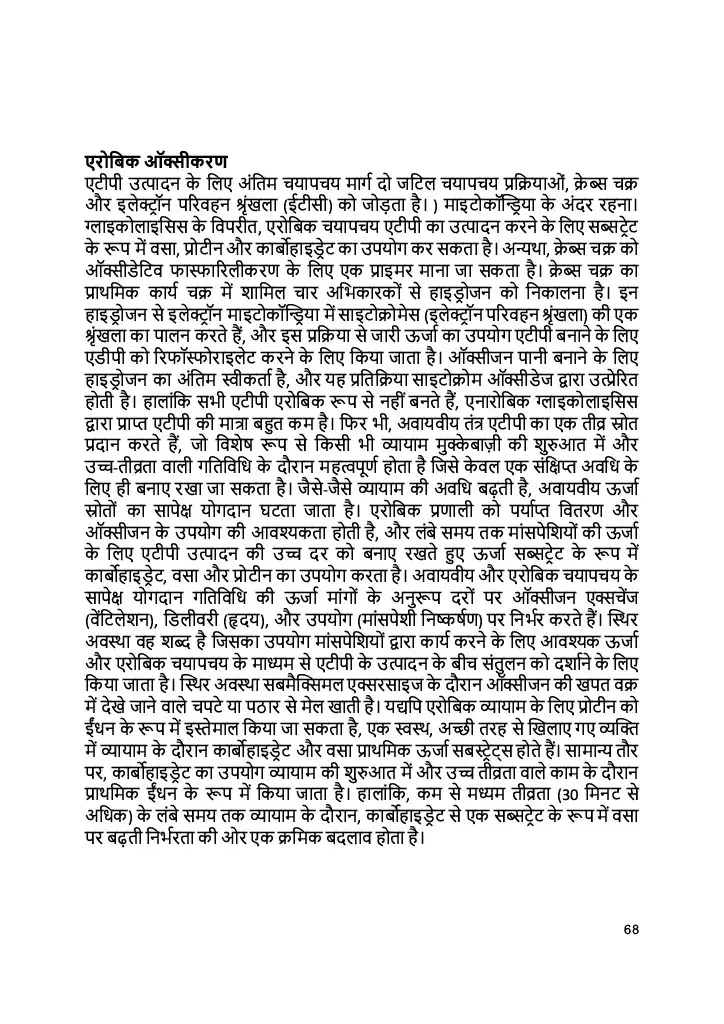 एरोबिक ऑक्सीकरण
एटीपी उत्पादन के लिए अंतिम चयापचय मार्ग दो जटिल चयापचय प्रक्रियाओं, क्रेब्स चक्र
और इलेक्ट्रॉन परिवहन श्रृंखला (ईटीसी) को जोड़ता है। ) माइटोकॉन्ड्रिया के अंदर रहना।
ग्लाइकोलाइसिस के विपरीत, एरोबिक चयापचय एटीपी का उत्पादन करने के लिए सब्सट्रेट
के रूप में वसा, प्रोटीन और कार्बोहाइड्रेट का उपयोग कर सकता है। अन्यथा, क्रेब्स चक्र को
ऑक्सीडेटिव फास्फारिलीकरण के लिए एक प्राइमर माना जा सकता है। क्रेब्स चक्र का
प्राथमिक कार्य चक्र में शामिल चार अभिकारकों से हाइड्रोजन को निकालना है। इन
हाइड्रोजन से इलेक्ट्रॉन माइटोकॉन्ड्रिया में साइटोक्रोमेस (इलेक्ट्रॉन परिवहन श्रृंखला) की एक
श्रृंखला का पालन करते हैं, और इस प्रक्रिया से जारी ऊर्जा का उपयोग एटीपी बनाने के लिए
एडीपी को रिफॉस्फोराइलेट करने के लिए किया जाता है। ऑक्सीजन पानी बनाने के लिए
हाइड्रोजन का अंतिम स्वीकर्ता है, और यह प्रतिक्रिया साइटोक्रोम ऑक्सीडेज द्वारा उत्प्रेरित
होती है। हालांकि सभी एटीपी एरोबिक रूप से नहीं बनते हैं, एनारोबिक ग्लाइकोलाइसिस
द्वारा प्राप्त एटीपी की मात्रा बहुत कम है। फिर भी, अवायवीय तंत्र एटीपी का एक तीव्र स्रोत
प्रदान करते हैं, जो विशेष रूप से किसी भी व्यायाम मुक्केबाज़ी की शुरुआत में और
उच्च-तीव्रता वाली गतिविधि के दौरान महत्वपूर्ण होता है जिसे केवल एक संक्षिप्त अवधि के
लिए ही बनाए रखा जा सकता है। जैसे-जैसे व्यायाम की अवधि बढ़ती है, अवायवीय ऊर्जा
स्रोतों का सापेक्ष योगदान घटता जाता है। एरोबिक प्रणाली को पर्याप्त वितरण और
ऑक्सीजन के उपयोग की आवश्यकता होती है, और लंबे समय तक मांसपेशियों की ऊर्जा
के लिए एटीपी उत्पादन की उच्च दर को बनाए रखते हुए ऊर्जा सब्सट्रेट के रूप में
कार्बोहाइड्रेट, वसा और प्रोटीन का उपयोग करता है। अवायवीय और एरोबिक चयापचय के
सापेक्ष योगदान गतिविधि की ऊर्जा मांगों के अनुरूप दरों पर ऑक्सीजन एक्सचेंज
(वेंटिलेशन), डिलीवरी (हृदय), और उपयोग (मांसपेशी निष्कर्षण) पर निर्भर करते हैं। स्थिर
अवस्था वह शब्द है जिसका उपयोग मांसपेशियों द्वारा कार्य करने के लिए आवश्यक ऊर्जा
और एरोबिक चयापचय के माध्यम से एटीपी के उत्पादन के बीच संतुलन को दर्शाने के लिए
किया जाता है। स्थिर अवस्था सबमैक्सिमल एक्सरसाइज के दौरान ऑक्सीजन की खपत वक्र
में देखे जाने वाले चपटे या पठार से मेल खाती है। यद्यपि एरोबिक व्यायाम के लिए प्रोटीन को
ईंधन के रूप में इस्तेमाल किया जा सकता है, एक स्वस्थ, अच्छी तरह से खिलाए गए व्यक्ति
में व्यायाम के दौरान कार्बोहाइड्रेट और वसा प्राथमिक ऊर्जा सबस्ट्रेट्स होते हैं। सामान्य तौर
पर, कार्बोहाइड्रेट का उपयोग व्यायाम की शुरुआत में और उच्च तीव्रता वाले काम के दौरान
प्राथमिक ईंधन के रूप में किया जाता है। हालांकि, कम से मध्यम तीव्रता (30 मिनट से
अधिक) के लंबे समय तक व्यायाम के दौरान, कार्बोहाइड्रेट से एक सब्सट्रेट के रूप में वसा
पर बढ़ती निर्भरता की ओर एक क्रमिक बदलाव होता है।
68